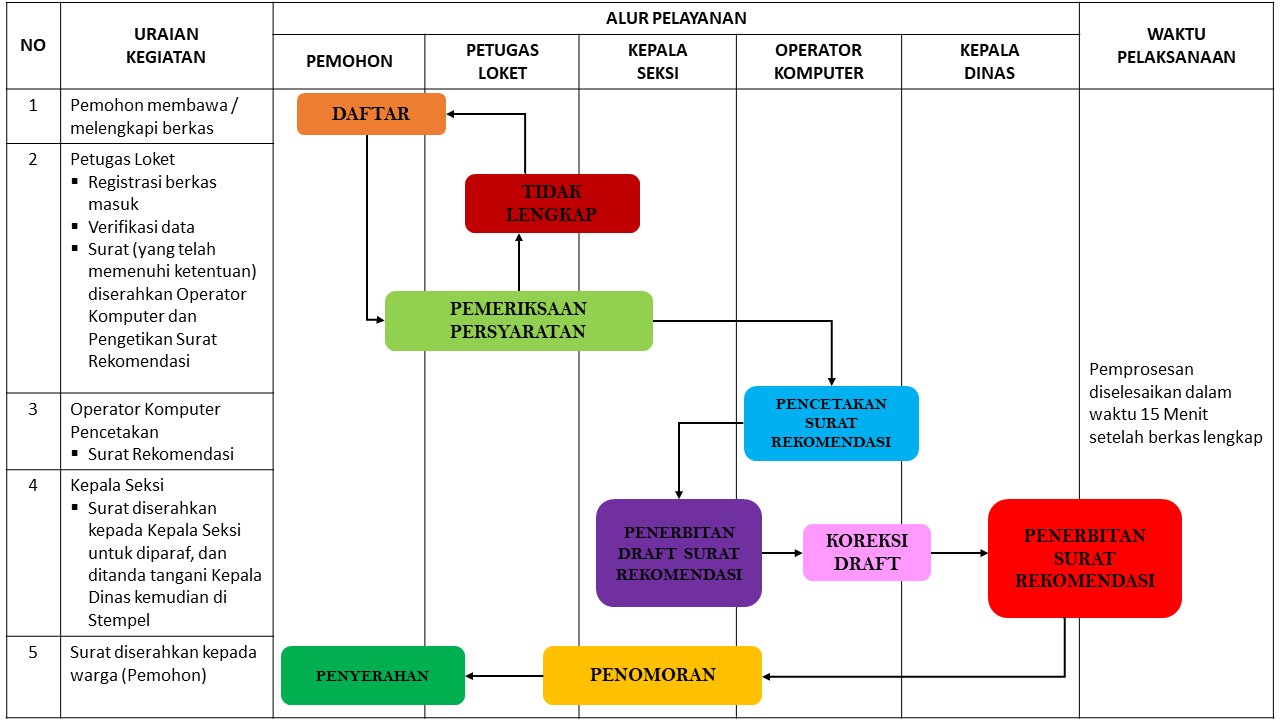 NO
URAIAN
KEGIATAN
ALUR PELAYANAN
WAKTU
PELAKSANAAN
PEMOHON
PETUGAS
LOKET
KEPALA
SEKSI
OPERATOR
KOMPUTER
KEPALA
DINAS
1
Pemohon membawa /
melengkapi berkas
DAFTAR
2
Petugas Loket
▪ Registrasi berkas
masuk
▪ Verifikasi data
▪ Surat (yang telah
memenuhi ketentuan)
diserahkan Operator
Komputer dan
Pengetikan Surat
Rekomendasi
TIDAK
LENGKAP
PEMERIKSAAN
PERSYARATAN
3
Operator Komputer
Pencetakan
▪ Surat Rekomendasi
PENCETAKAN
SURAT
REKOMENDASI
Pemprosesan
diselesaikan dalam
waktu 15 Menit
setelah berkas lengkap
4
Kepala Seksi
▪ Surat diserahkan
kepada Kepala Seksi
untuk diparaf, dan
ditanda tangani Kepala
Dinas kemudian di
Stempel
PENERBITAN
DRAFT SURAT
REKOMENDASI
KOREKSI
DRAFT
PENERBITAN
SURAT
REKOMENDASI
5
Surat diserahkan kepada
warga (Pemohon)
PENYERAHAN
PENOMORAN